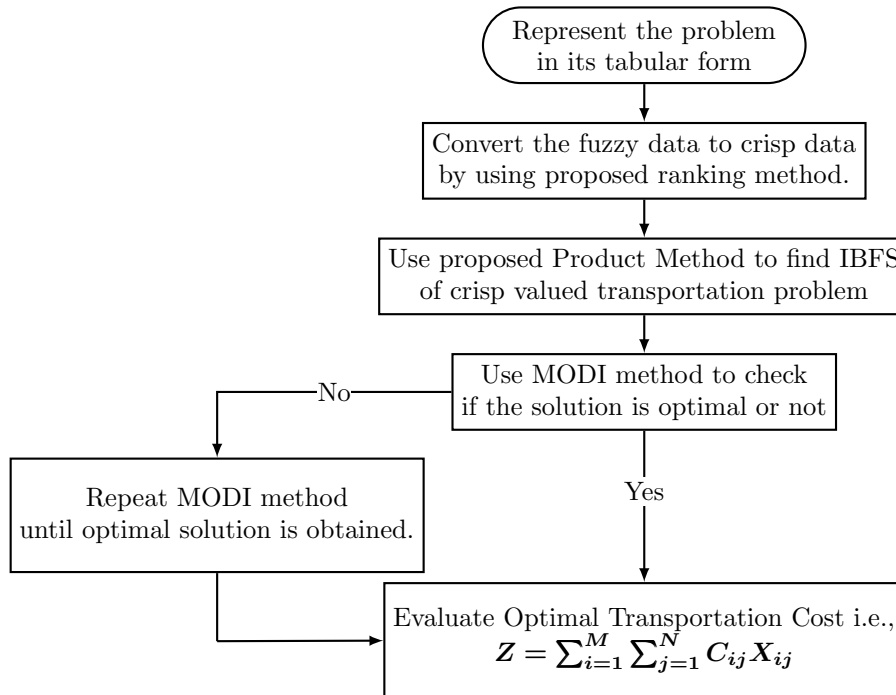 Represent the problem
in its tabular form
Convert the fuzzy data to crisp data
by using proposed ranking method.
Use proposed Product Method to find IBFS
of crisp valued transportation problem
Use MODI method to check
if the solution is optimal or not
No
Repeat MODI method
until optimal solution is obtained.
Yes
Evaluate Optimal Transportation Cost i.e.,
Z = ∑_{i=1}^{M} ∑_{j=1}^{N} C_{ij} X_{ij}